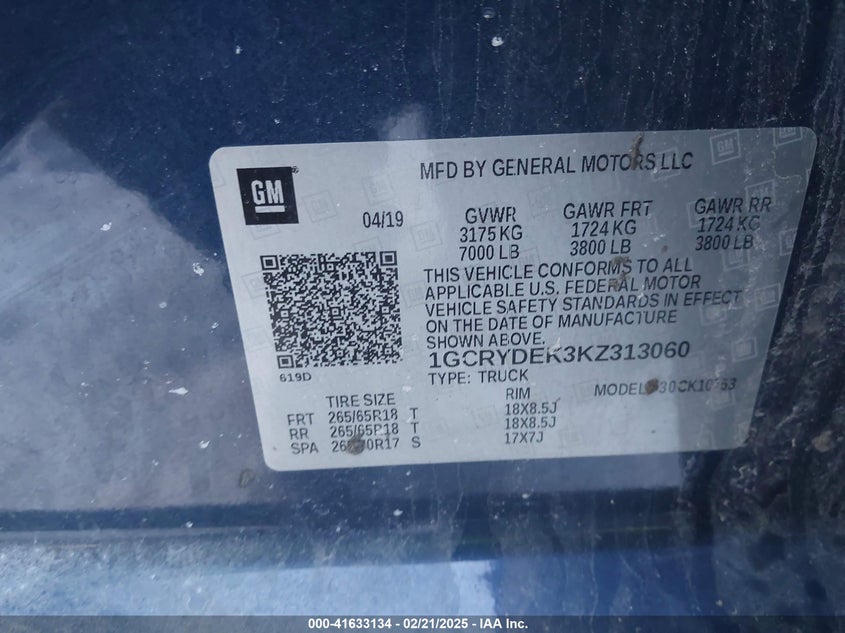 GM
MFD BY GENERAL MOTORS LLC
04/19
GVWR
3175 KG
7000 LB
GAWR FRT
1724 KG
3800 LB
GAWR RR
1724 KG
3800 LB
THIS VEHICLE CONFORMS TO ALL
APPLICABLE U.S. FEDERAL MOTOR
VEHICLE SAFETY STANDARDS IN EFFECT
ON THE DATE OF MANUFACTURE
SHOWN ABOVE.
1GCRYDEK3KZ313060
TYPE: TRUCK
619D
TIRE SIZE
RIM
FRT 265/65R18 T 18X8.5J
RR 265/65R18 T 18X8.5J
SPA S 17X7J
000-41633134 - 02/21/2025 - IAA Inc.